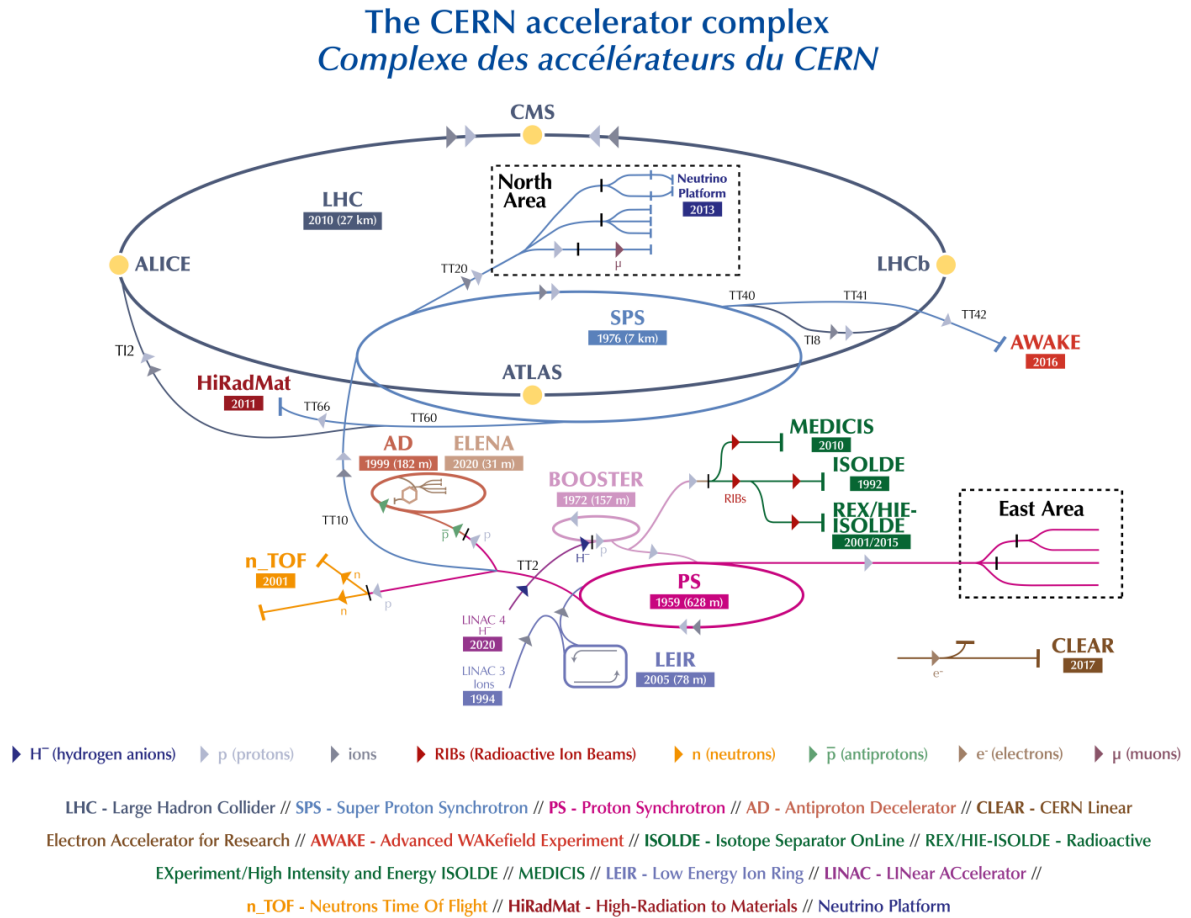 The CERN accelerator complex
Complexe des accélérateurs du CERN
CMS
North
Area
Neutrino
Platform
2013
LHC
2010 (27 km)
μ
ALICE
LHCb
TT20
TT40
TT41
TT42
SPS
1976 (7 km)
TI8
TI2
AWAKE
2016
ATLAS
HiRadMat
2011
TT66
TT60
AD
1999 (182 m)
ELENA
2020 (31 m)
MEDICIS
2010
BOOSTER
1972 (157 m)
ISOLDE
1992
RIBs
REX/HIE-
ISOLDE
2001/2015
East Area
TT10
p̅
p
H⁻
p
n_TOF
2001
n
n
p
TT2
PS
1959 (628 m)
LINAC 4
H⁻
2020
LINAC 3
Ions
1994
LEIR
2005 (78 m)
CLEAR
2017
e⁻
H⁻ (hydrogen anions)
p (protons)
ions
RIBs (Radioactive Ion Beams)
n (neutrons)
p̅ (antiprotons)
e⁻ (electrons)
μ (muons)
LHC - Large Hadron Collider // SPS - Super Proton Synchrotron // PS - Proton Synchrotron // AD - Antiproton Decelerator // CLEAR - CERN Linear
Electron Accelerator for Research // AWAKE - Advanced WAKefield Experiment // ISOLDE - Isotope Separator OnLine // REX/HIE-ISOLDE - Radioactive
EXperiment/High Intensity and Energy ISOLDE // MEDICIS // LEIR - Low Energy Ion Ring // LINAC - LINear ACcelerator //
n_TOF - Neutrons Time Of Flight // HiRadMat - High-Radiation to Materials // Neutrino Platform